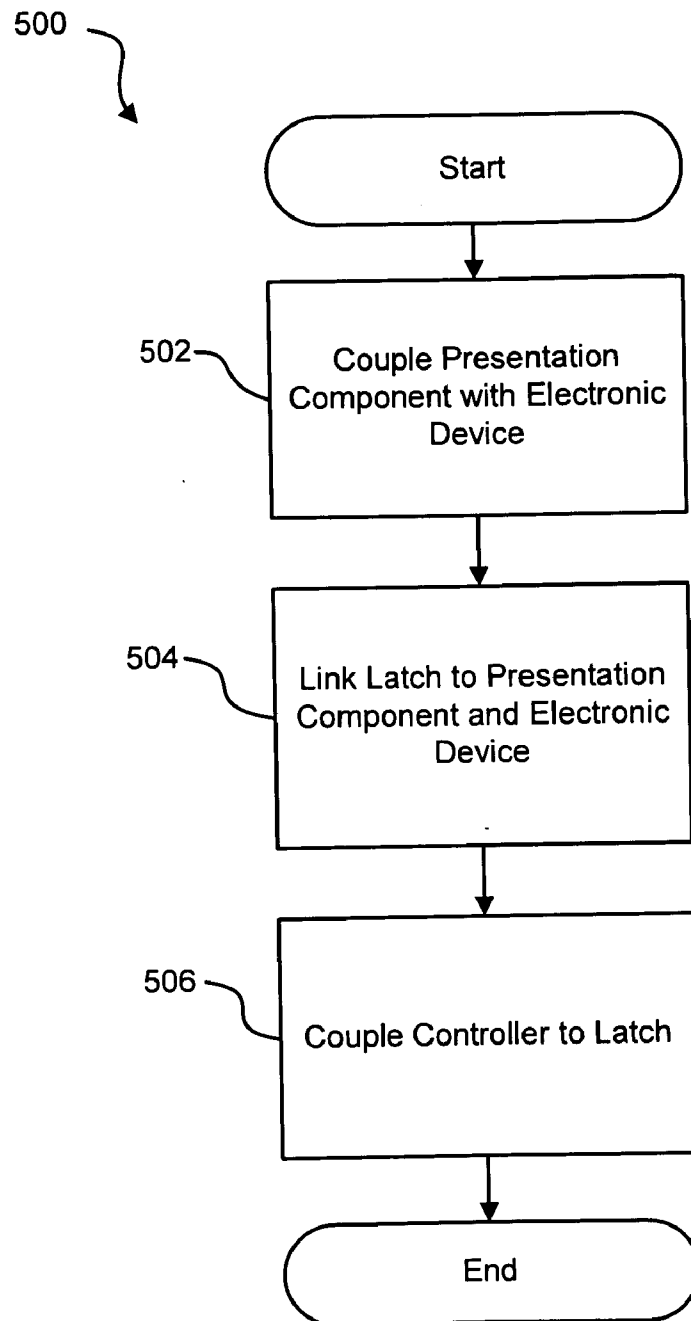 500
Start
502
Couple Presentation
Component with Electronic
Device
504
Link Latch to Presentation
Component and Electronic
Device
506
Couple Controller to Latch
End